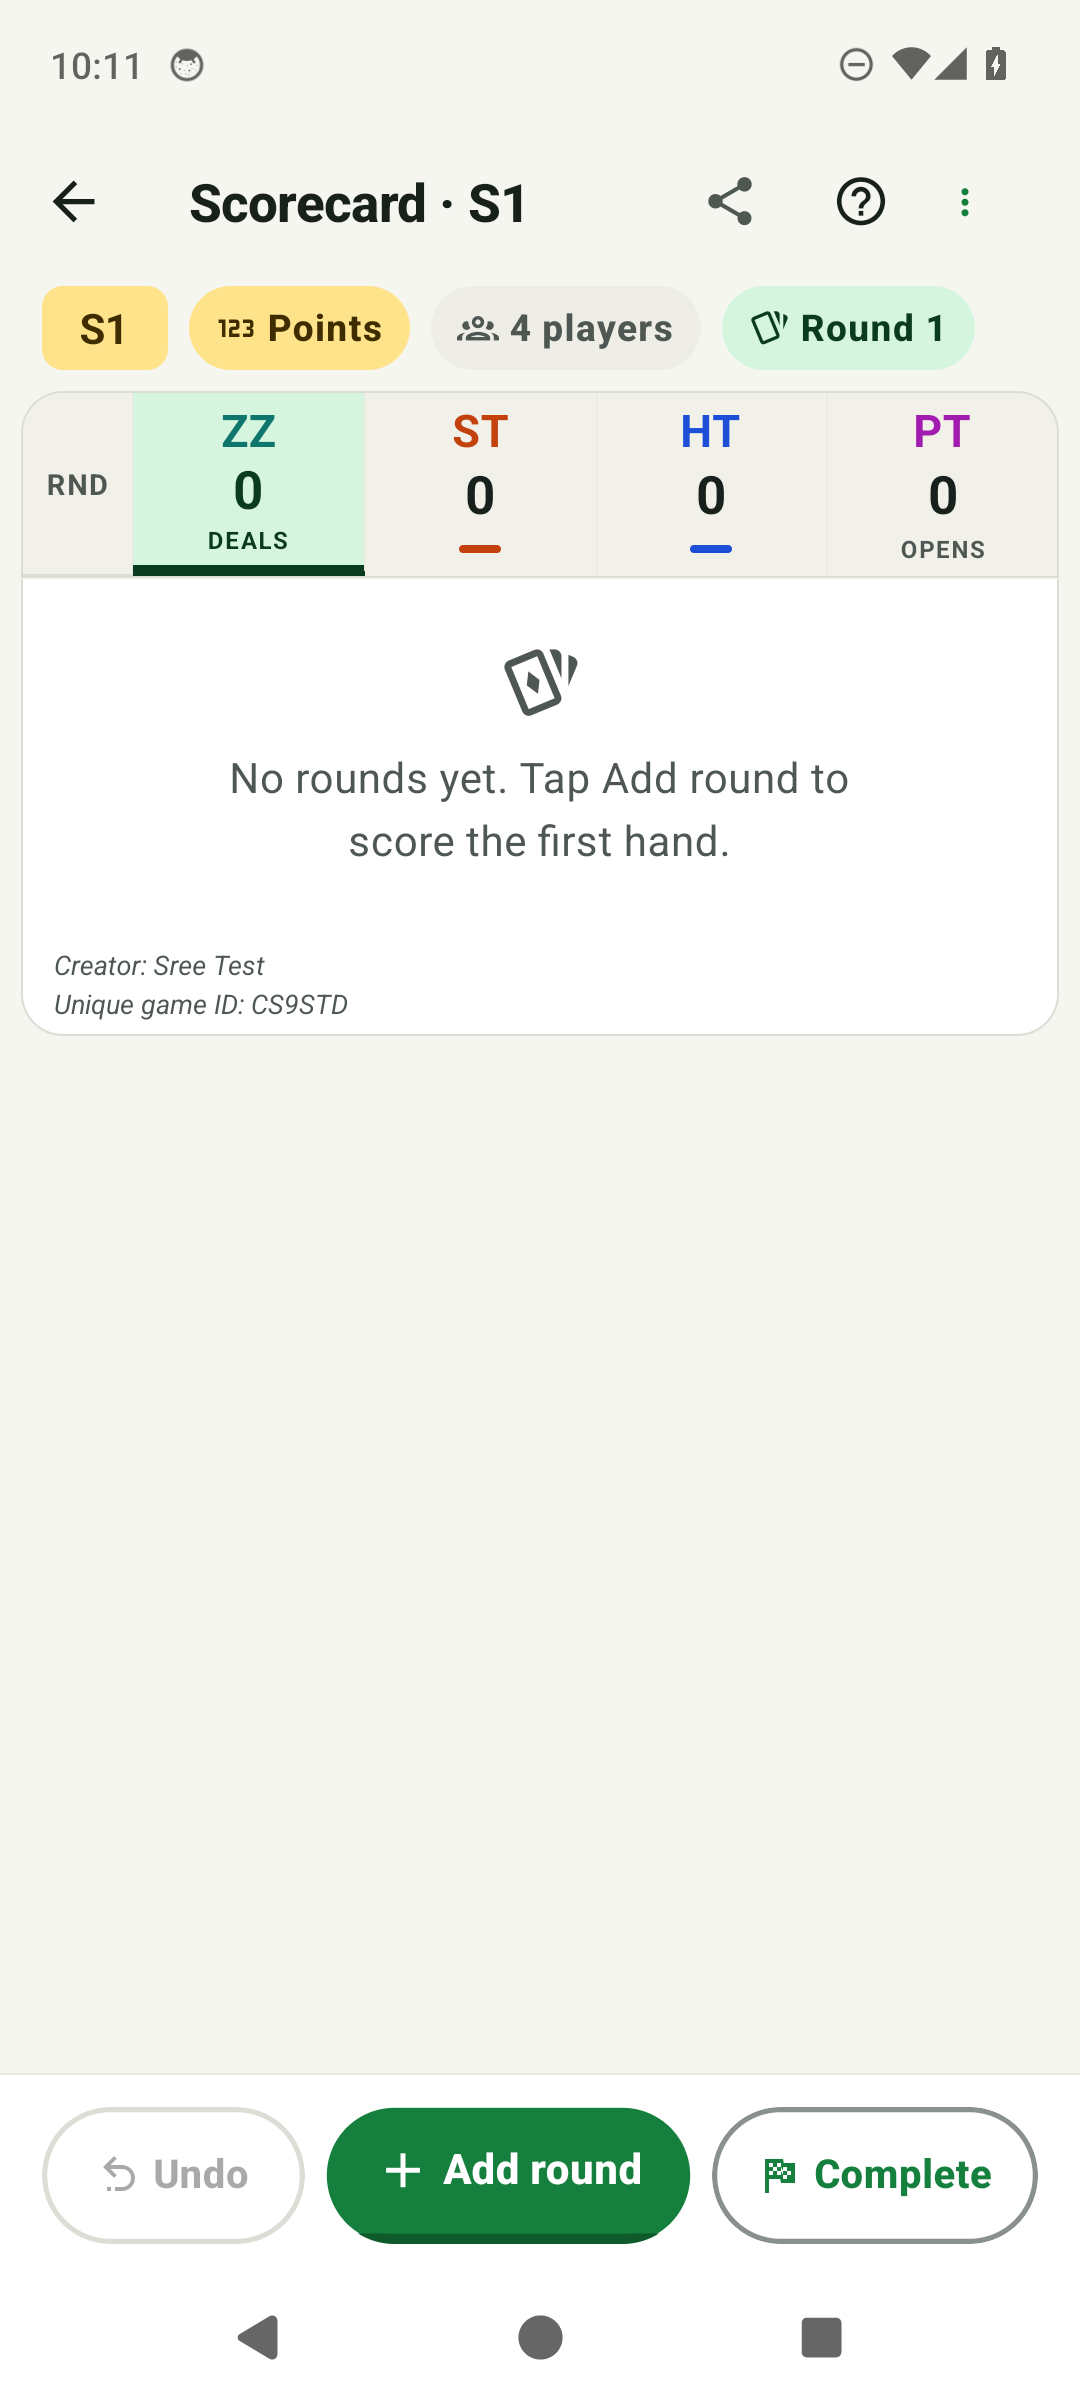 10:11
Scorecard · S1
S1
123 Points
4 players
Round 1
RND
ZZ
0
DEALS
ST
0
HT
0
PT
0
OPENS
No rounds yet. Tap Add round to
score the first hand.
Creator: Sree Test
Unique game ID: CS9STD
Undo
Add round
Complete